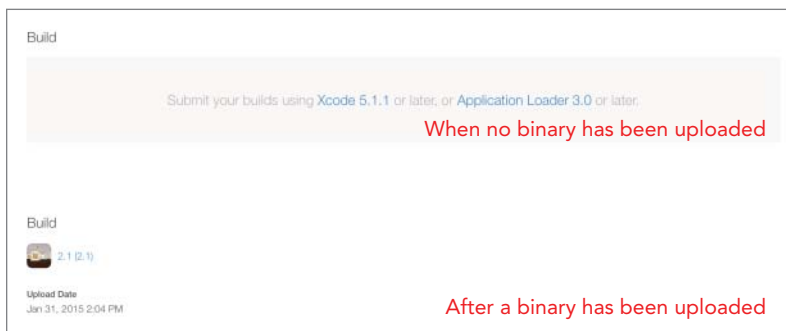 Build
Submit your builds using Xcode 5.1.1 or later, or Application Loader 3.0 or later.
When no binary has been uploaded
Build
2.1 (2.1)
Upload Date
Jan 31, 2015 2:04 PM
After a binary has been uploaded